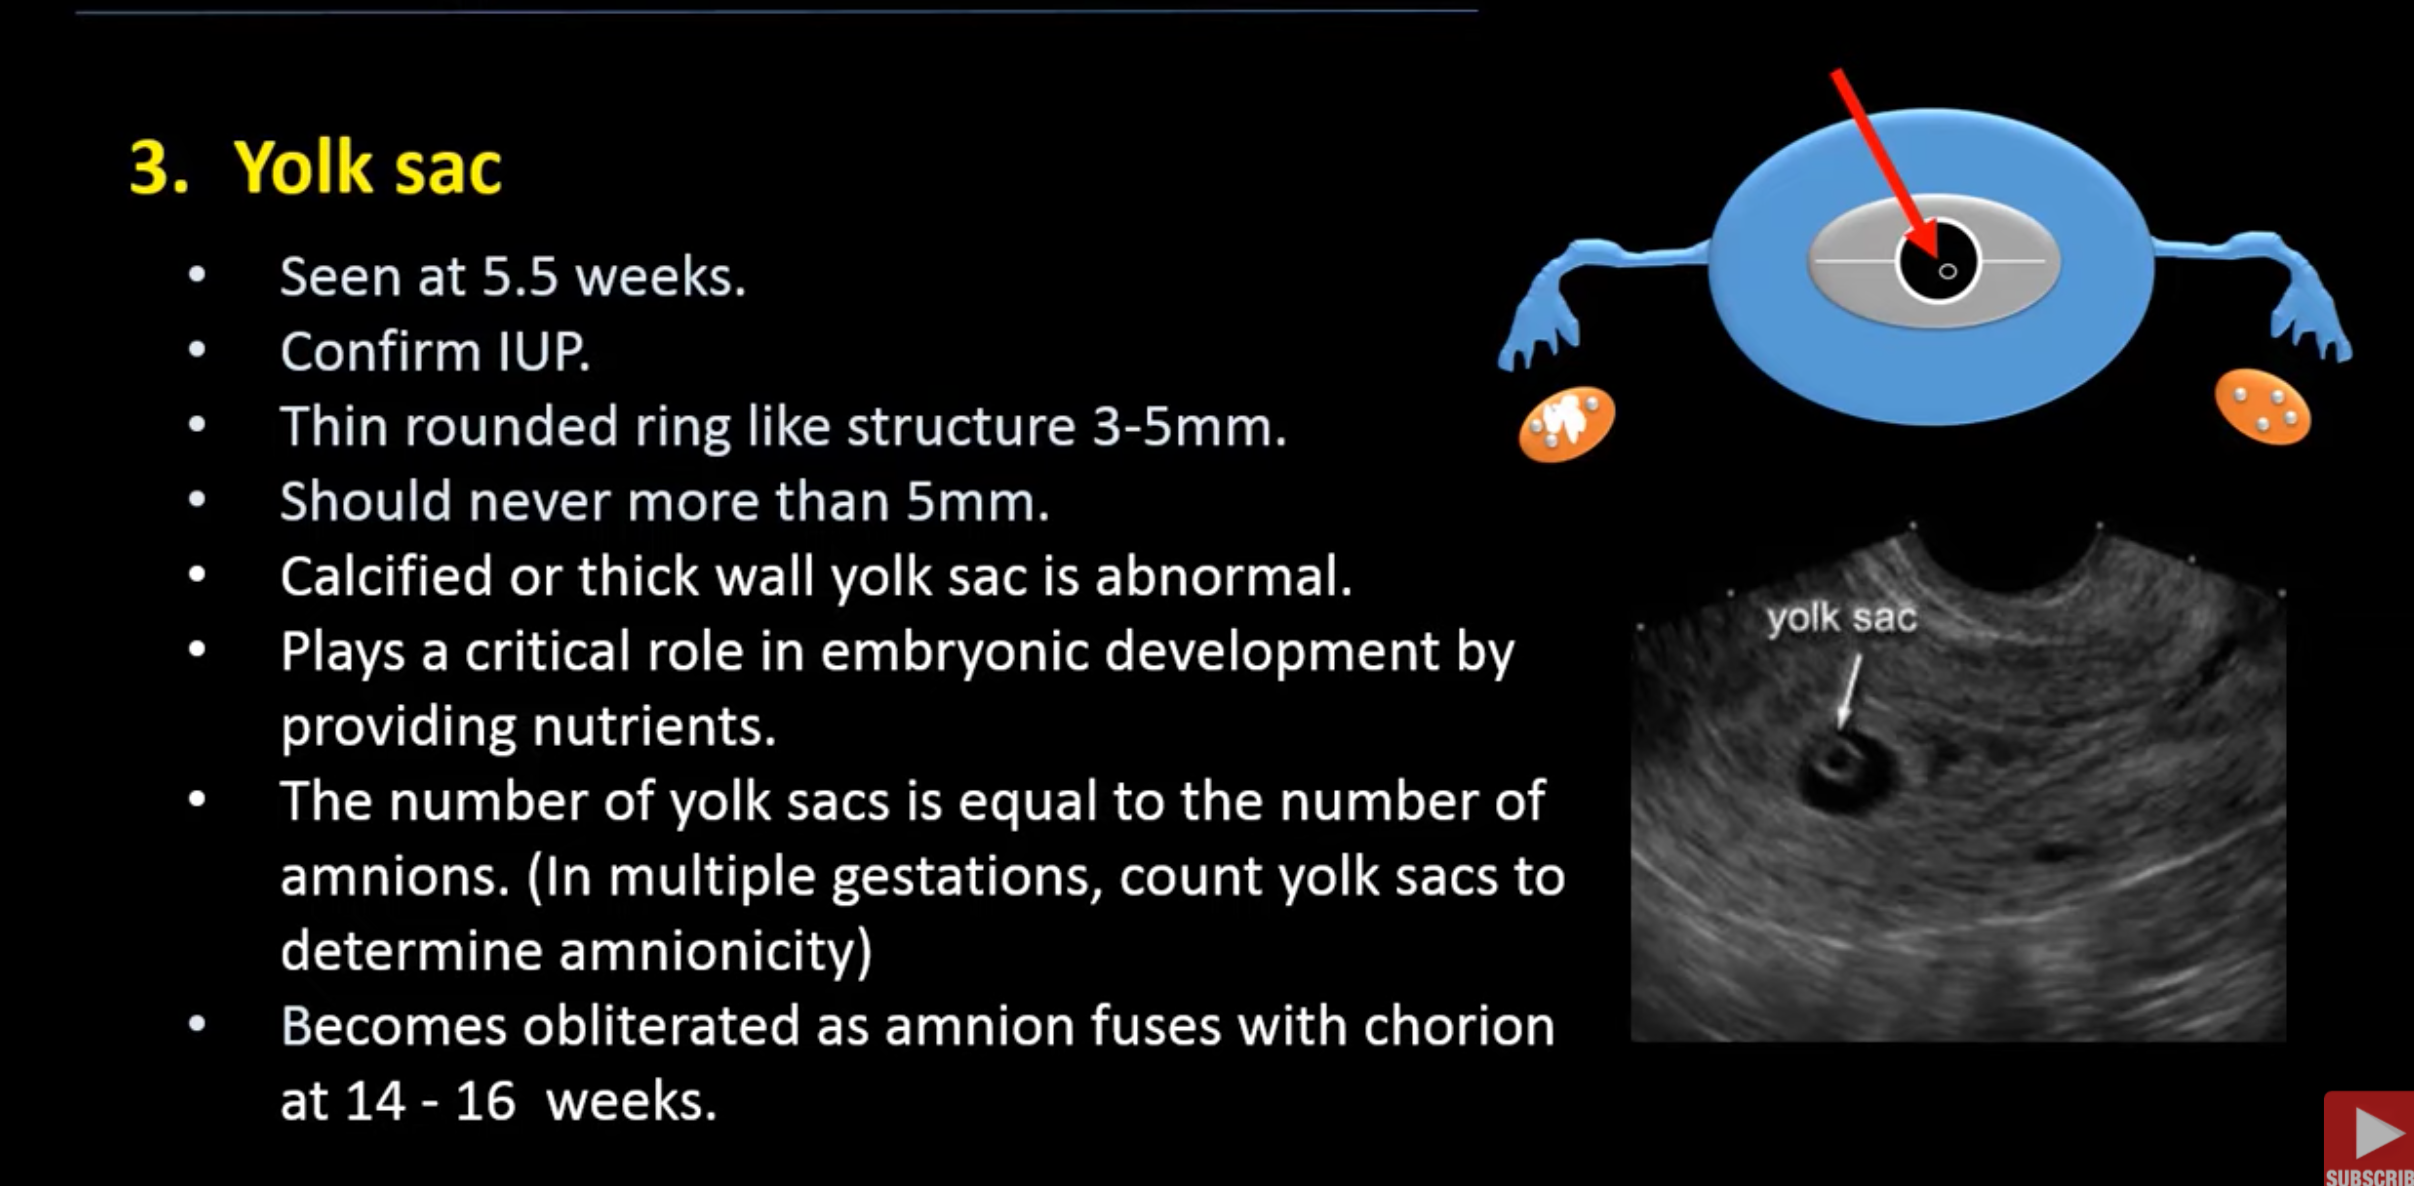 3. Yolk sac
• Seen at 5.5 weeks.
• Confirm IUP.
• Thin rounded ring like structure 3-5mm.
• Should never more than 5mm.
• Calcified or thick wall yolk sac is abnormal.
• Plays a critical role in embryonic development by
providing nutrients.
• The number of yolk sacs is equal to the number of
amnions. (In multiple gestations, count yolk sacs to
determine amnionicity)
• Becomes obliterated as amnion fuses with chorion
at 14 - 16 weeks.
yolk sac
SUBSCRIB